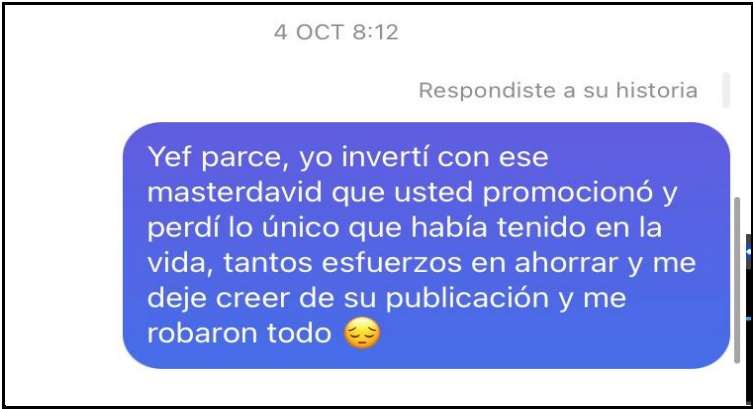 4 OCT 8:12
Respondiste a su historia
Yef parce, yo invertí con ese
masterdavid que usted promocionó y
perdí lo único que había tenido en la
vida, tantos esfuerzos en ahorrar y me
deje creer de su publicación y me
robaron todo 😔